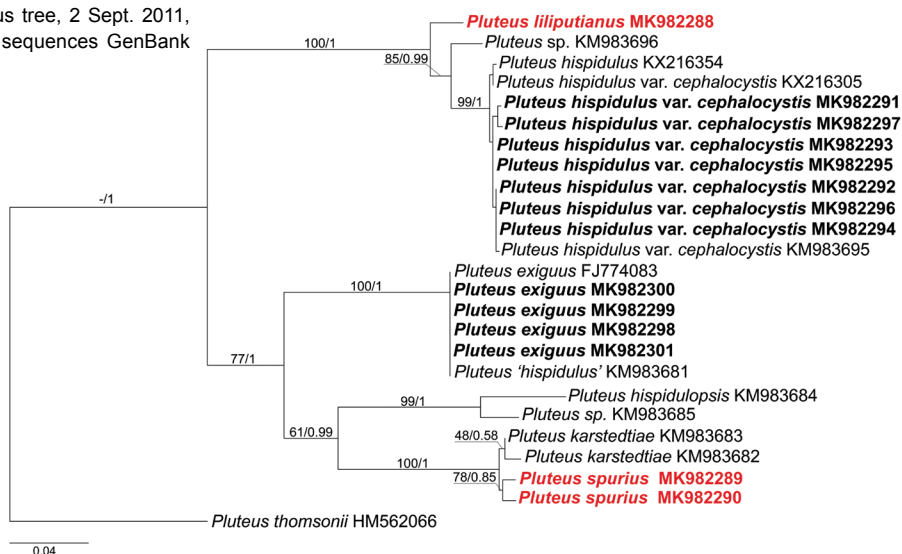 us tree, 2 Sept. 2011,
sequences GenBank
Pluteus liliputianus MK982288
100/1
Pluteus sp. KM983696
85/0.99
Pluteus hispidulus KX216354
Pluteus hispidulus var. cephalocystis KX216305
99/1
Pluteus hispidulus var. cephalocystis MK982291
Pluteus hispidulus var. cephalocystis MK982297
Pluteus hispidulus var. cephalocystis MK982293
Pluteus hispidulus var. cephalocystis MK982295
Pluteus hispidulus var. cephalocystis MK982292
-/1
Pluteus hispidulus var. cephalocystis MK982296
Pluteus hispidulus var. cephalocystis MK982294
Pluteus hispidulus var. cephalocystis KM983695
Pluteus exiguus FJ774083
100/1
Pluteus exiguus MK982300
Pluteus exiguus MK982299
Pluteus exiguus MK982298
Pluteus exiguus MK982301
77/1
Pluteus 'hispidulus' KM983681
Pluteus hispidulopsis KM983684
99/1
Pluteus sp. KM983685
61/0.99
48/0.58
Pluteus karstedtiae KM983683
Pluteus karstedtiae KM983682
100/1
78/0.85
Pluteus spurius MK982289
Pluteus spurius MK982290
Pluteus thomsonii HM562066
0.04